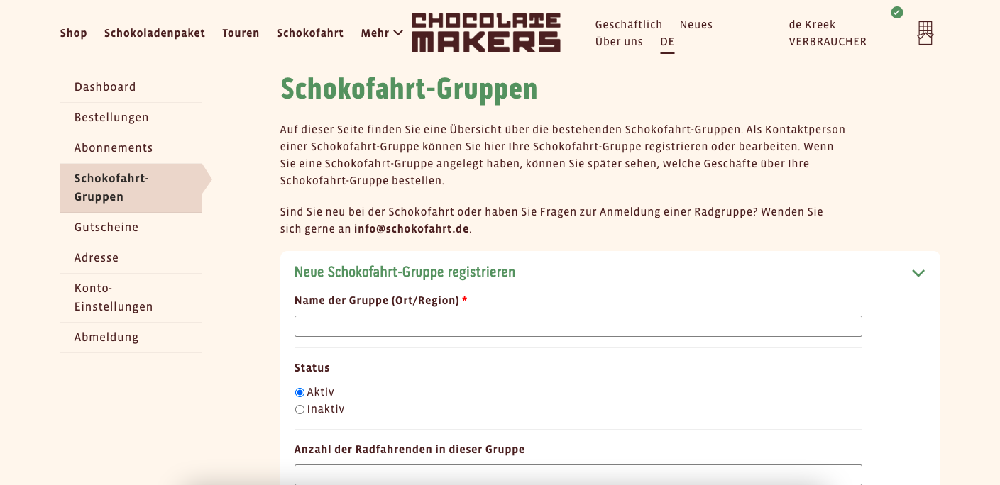 Shop Schokoladenpaket Touren Schokofahrt Mehr
CHOCOLATE
MAKERS
Geschäftlich Neues
Über uns DE
de Kreek
VERBRAUCHER
Dashboard
Bestellungen
Abonnements
Schokofahrt-
Gruppen
Gutscheine
Adresse
Konto-
Einstellungen
Abmeldung
Schokofahrt-Gruppen
Auf dieser Seite finden Sie eine Übersicht über die bestehenden Schokofahrt-Gruppen. Als Kontaktperson
einer Schokofahrt-Gruppe können Sie hier Ihre Schokofahrt-Gruppe registrieren oder bearbeiten. Wenn
Sie eine Schokofahrt-Gruppe angelegt haben, können Sie später sehen, welche Geschäfte über Ihre
Schokofahrt-Gruppe bestellen.
Sind Sie neu bei der Schokofahrt oder haben Sie Fragen zur Anmeldung einer Radgruppe? Wenden Sie
sich gerne an info@schokofahrt.de.
Neue Schokofahrt-Gruppe registrieren
Name der Gruppe (Ort/Region) *
Status
Aktiv
Inaktiv
Anzahl der Radfahrenden in dieser Gruppe